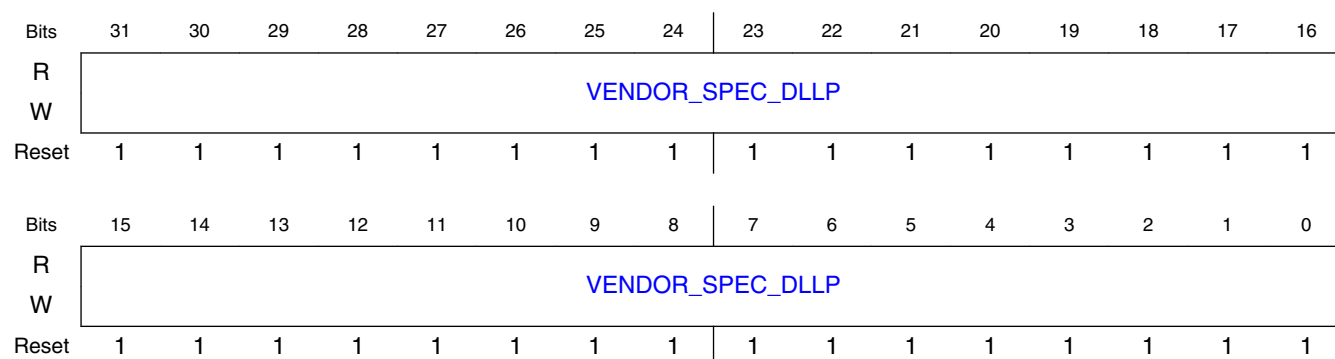 Bits 31 30 29 28 27 26 25 24 23 22 21 20 19 18 17 16
R
VENDOR_SPEC_DLLP
W
Reset 1 1 1 1 1 1 1 1 1 1 1 1 1 1 1 1
Bits 15 14 13 12 11 10 9 8 7 6 5 4 3 2 1 0
R
VENDOR_SPEC_DLLP
W
Reset 1 1 1 1 1 1 1 1 1 1 1 1 1 1 1 1